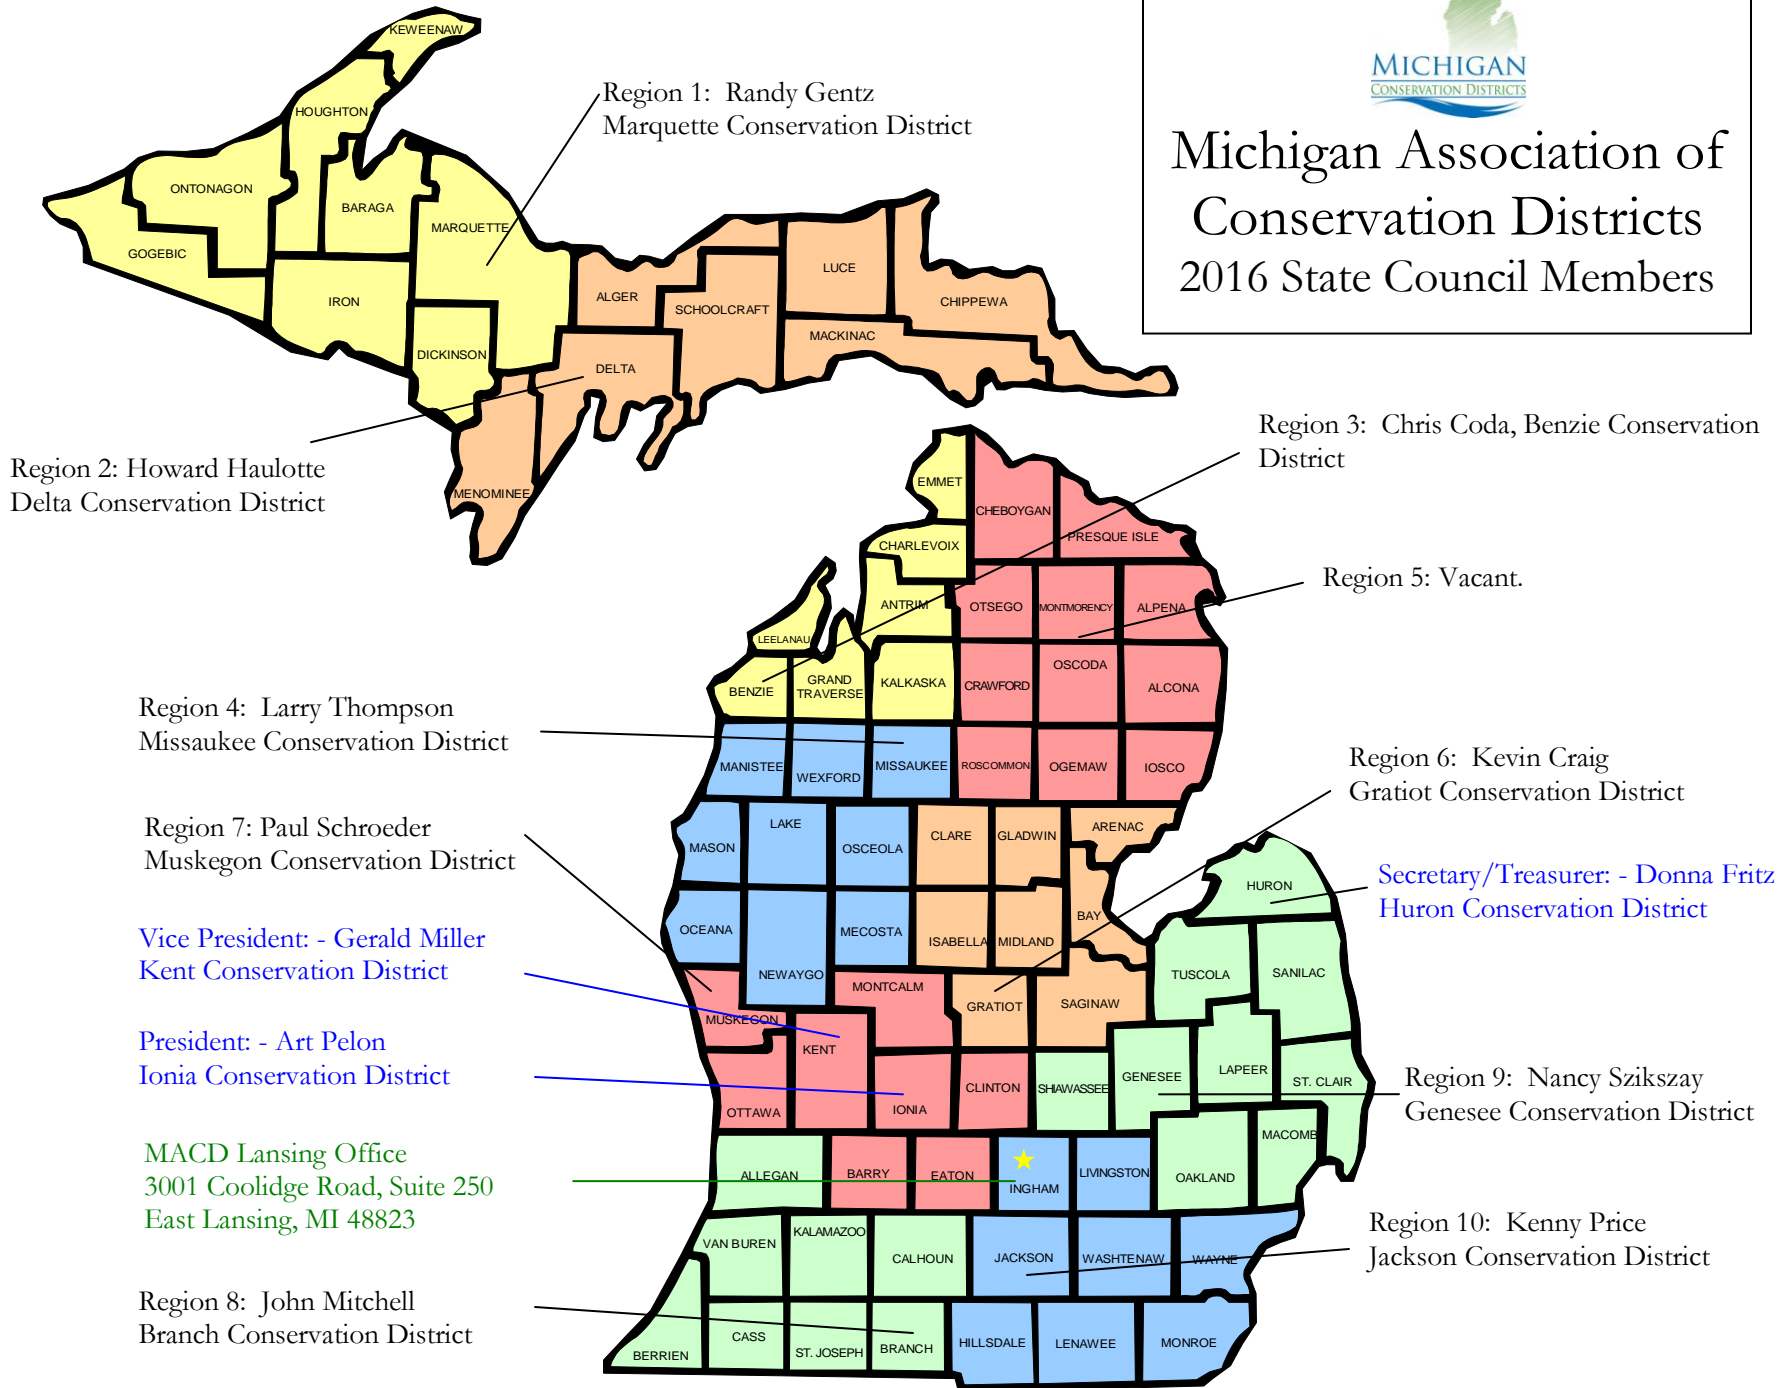 MICHIGAN
CONSERVATION DISTRICTS
Michigan Association of
Conservation Districts
2016 State Council Members
Region 1:  Randy Gentz
Marquette Conservation District
KEWEENAW
HOUGHTON
ONTONAGON
BARAGA
MARQUETTE
GOGEBIC
IRON
DICKINSON
ALGER
SCHOOLCRAFT
LUCE
CHIPPEWA
MACKINAC
DELTA
MENOMINEE
Region 2: Howard Haulotte
Delta Conservation District
Region 3:  Chris Coda, Benzie Conservation
District
EMMET
CHEBOYGAN
PRESQUE ISLE
CHARLEVOIX
ANTRIM
OTSEGO
MONTMORENCY
ALPENA
Region 5: Vacant.
LEELANAU
BENZIE
GRAND
TRAVERSE
KALKASKA
CRAWFORD
OSCODA
ALCONA
Region 4:  Larry Thompson
Missaukee Conservation District
MANISTEE
WEXFORD
MISSAUKEE
ROSCOMMON
OGEMAW
IOSCO
Region 6:  Kevin Craig
Gratiot Conservation District
Region 7: Paul Schroeder
Muskegon Conservation District
MASON
LAKE
OSCEOLA
CLARE
GLADWIN
ARENAC
HURON
Secretary/Treasurer: - Donna Fritz
Huron Conservation District
OCEANA
NEWAYGO
MECOSTA
ISABELLA
MIDLAND
BAY
TUSCOLA
SANILAC
Vice President: - Gerald Miller
Kent Conservation District
MUSKEGON
MONTCALM
GRATIOT
SAGINAW
President: - Art Pelon
Ionia Conservation District
OTTAWA
KENT
IONIA
CLINTON
SHIAWASSEE
GENESEE
LAPEER
ST. CLAIR
Region 9:  Nancy Szikszay
Genesee Conservation District
MACD Lansing Office
3001 Coolidge Road, Suite 250
East Lansing, MI 48823
ALLEGAN
BARRY
EATON
INGHAM
LIVINGSTON
OAKLAND
MACOMB
VAN BUREN
KALAMAZOO
CALHOUN
JACKSON
WASHTENAW
WAYNE
Region 10:  Kenny Price
Jackson Conservation District
Region 8:  John Mitchell
Branch Conservation District
BERRIEN
CASS
ST. JOSEPH
BRANCH
HILLSDALE
LENAWEE
MONROE